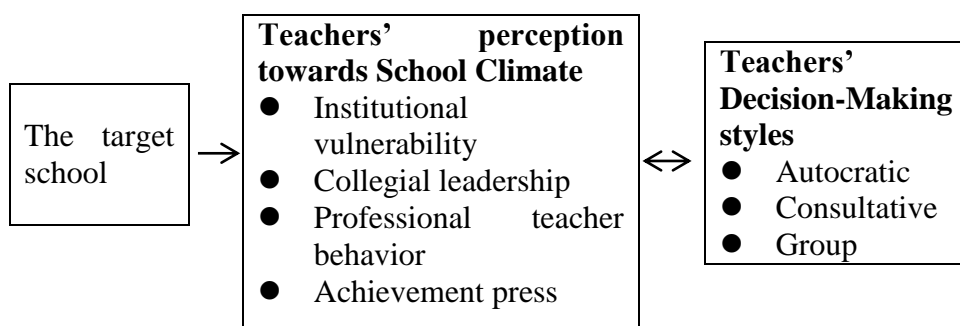 The target
school
Teachers' perception
towards School Climate
● Institutional
vulnerability
● Collegial leadership
● Professional teacher
behavior
● Achievement press
Teachers'
Decision-Making
styles
● Autocratic
● Consultative
● Group